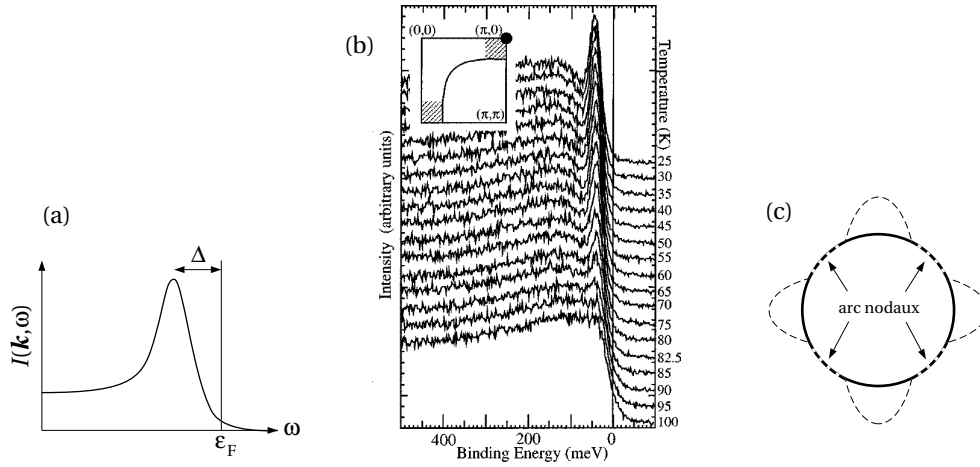 (a)
Δ
I(k,ω)
ε_F
ω
(b)
(0,0)
(π,0)
(π,π)
Intensity (arbitrary units)
Temperature (K)
25
30
35
40
45
50
55
60
65
70
75
80
82.5
85
89
90
95
100
400
200
0
Binding Energy (meV)
(c)
arc nodaux